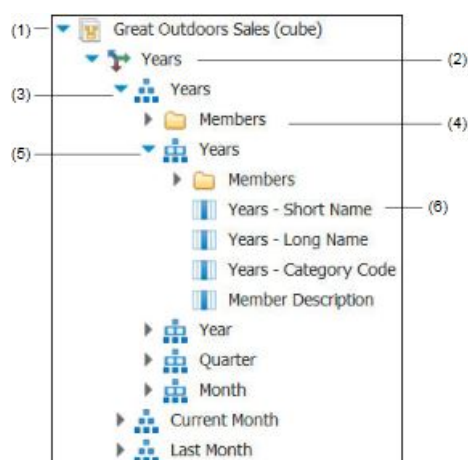 (1) Great Outdoors Sales (cube)
Years (2)
(3) Years
Members (4)
(5) Years
Members
Years - Short Name (6)
Years - Long Name
Years - Category Code
Member Description
Year
Quarter
Month
Current Month
Last Month